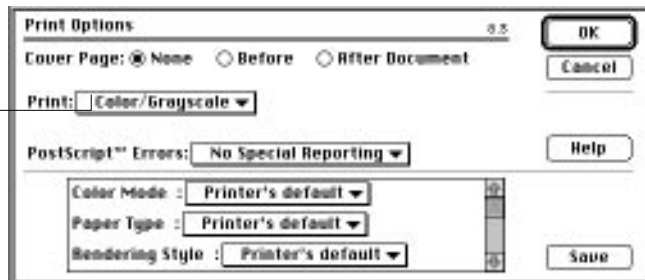 Print Options 8.5
OK
Cover Page: None Before After Document
Cancel
Print: Color/Grayscale
PostScript™ Errors: No Special Reporting
Help
Color Mode : Printer's default
Paper Type : Printer's default
Rendering Style : Printer's default
Save